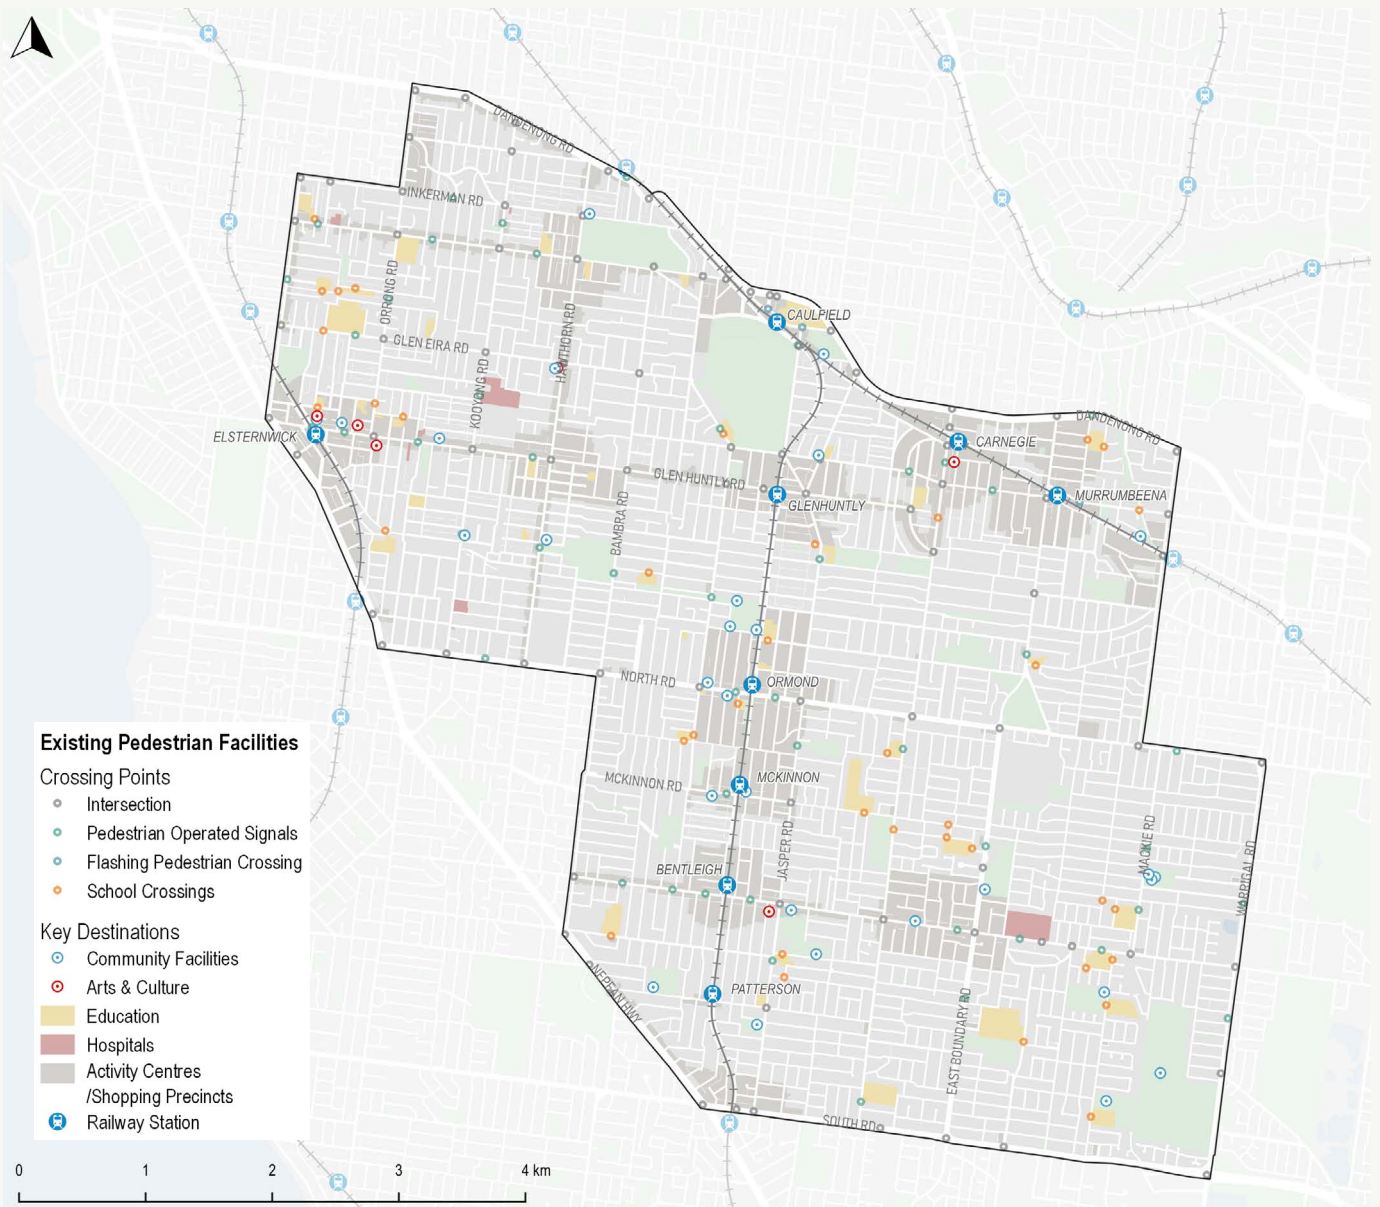 DANDENONG RD
INKERMAN RD
ORRONG RD
HAWTHORN RD
CAULFIELD
GLEN EIRA RD
KOOYONG RD
ELSTERNWICK
DANDENONG RD
CARNEGIE
GLEN HUNTLY RD
MURRUMBEENA
GLENHUNTLY
BAMBRA RD
NORTH RD
ORMOND
MCKINNON RD
MCKINNON
JASPER RD
MACKIE RD
WARRIGAL RD
BENTLEIGH
NEPEAN HWY
PATTERSON
EAST BOUNDARY RD
SOUTH RD
Existing Pedestrian Facilities
Crossing Points
Intersection
Pedestrian Operated Signals
Flashing Pedestrian Crossing
School Crossings
Key Destinations
Community Facilities
Arts & Culture
Education
Hospitals
Activity Centres
/Shopping Precincts
Railway Station
0 1 2 3 4 km